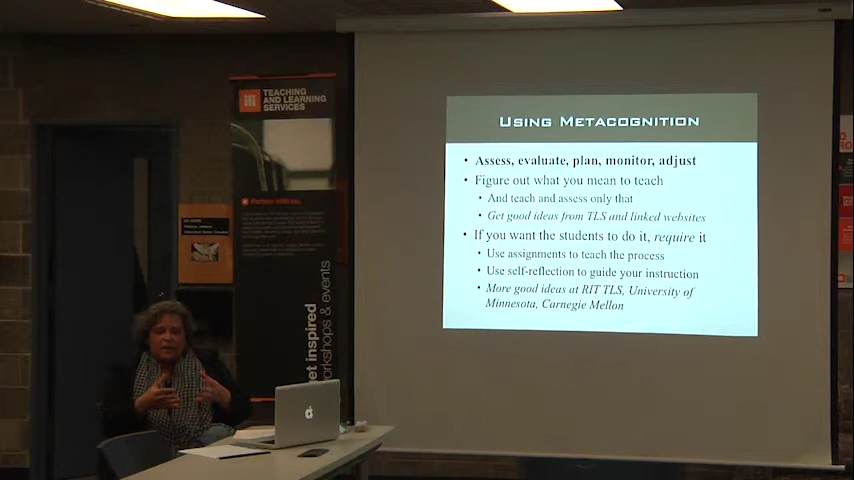 TEACHING
AND LEARNING
SERVICES
Partner with us.
get inspired
workshops & events
USING METACOGNITION
• Assess, evaluate, plan, monitor, adjust
• Figure out what you mean to teach
• And teach and assess only that
• Get good ideas from TLS and linked websites
• If you want the students to do it, require it
• Use assignments to teach the process
• Use self-reflection to guide your instruction
• More good ideas at RIT TLS, University of
Minnesota, Carnegie Mellon